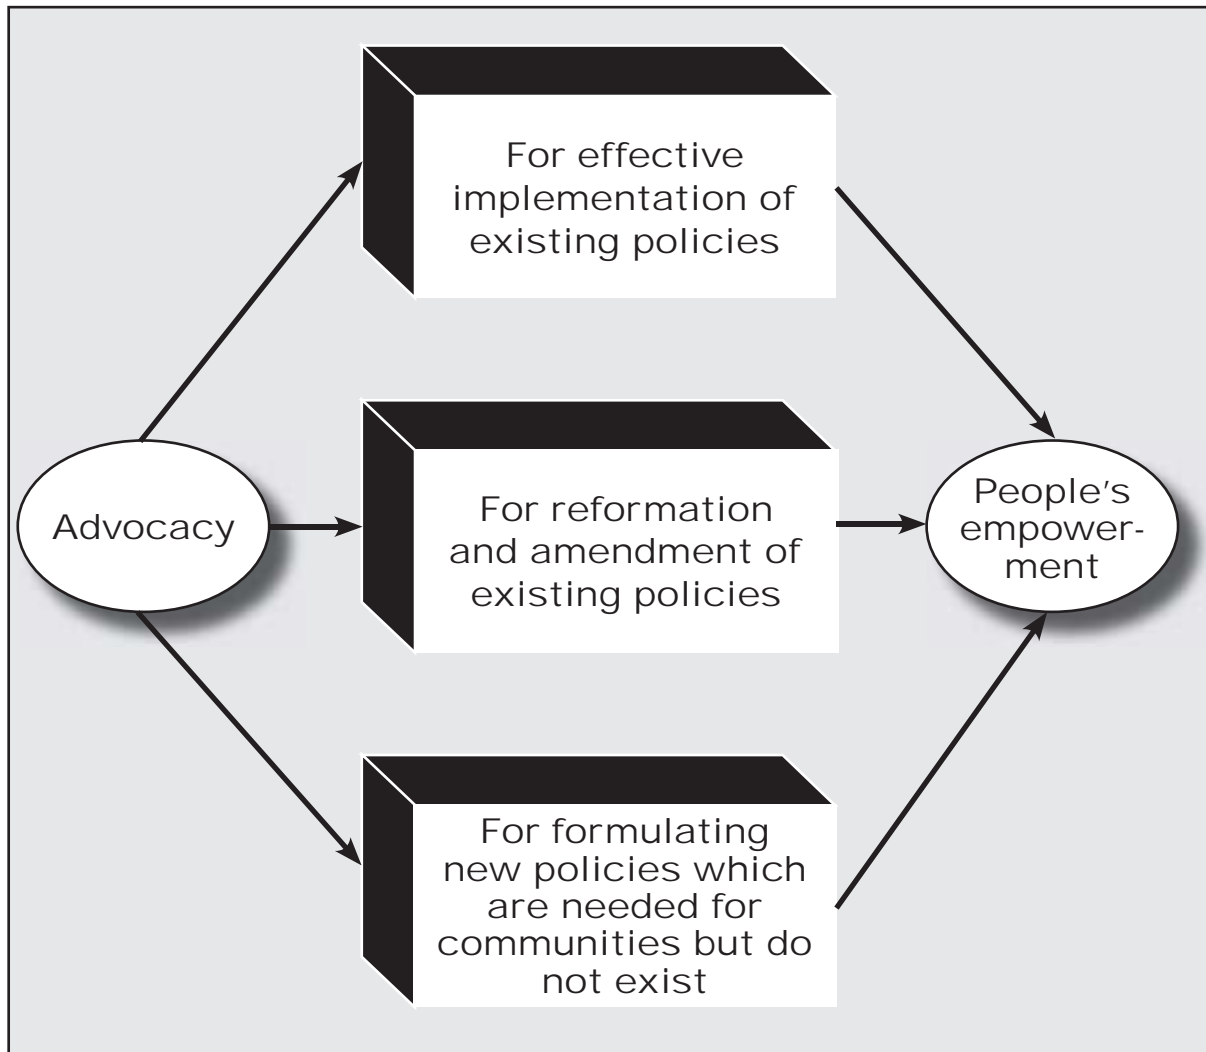 For effective
implementation of
existing policies
Advocacy
For reformation
and amendment of
existing policies
People's
empower-
ment
For formulating
new policies which
are needed for
communities but do
not exist